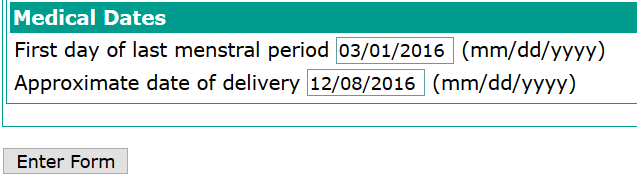 Medical Dates
First day of last menstral period 03/01/2016 (mm/dd/yyyy)
Approximate date of delivery 12/08/2016 (mm/dd/yyyy)
Enter Form